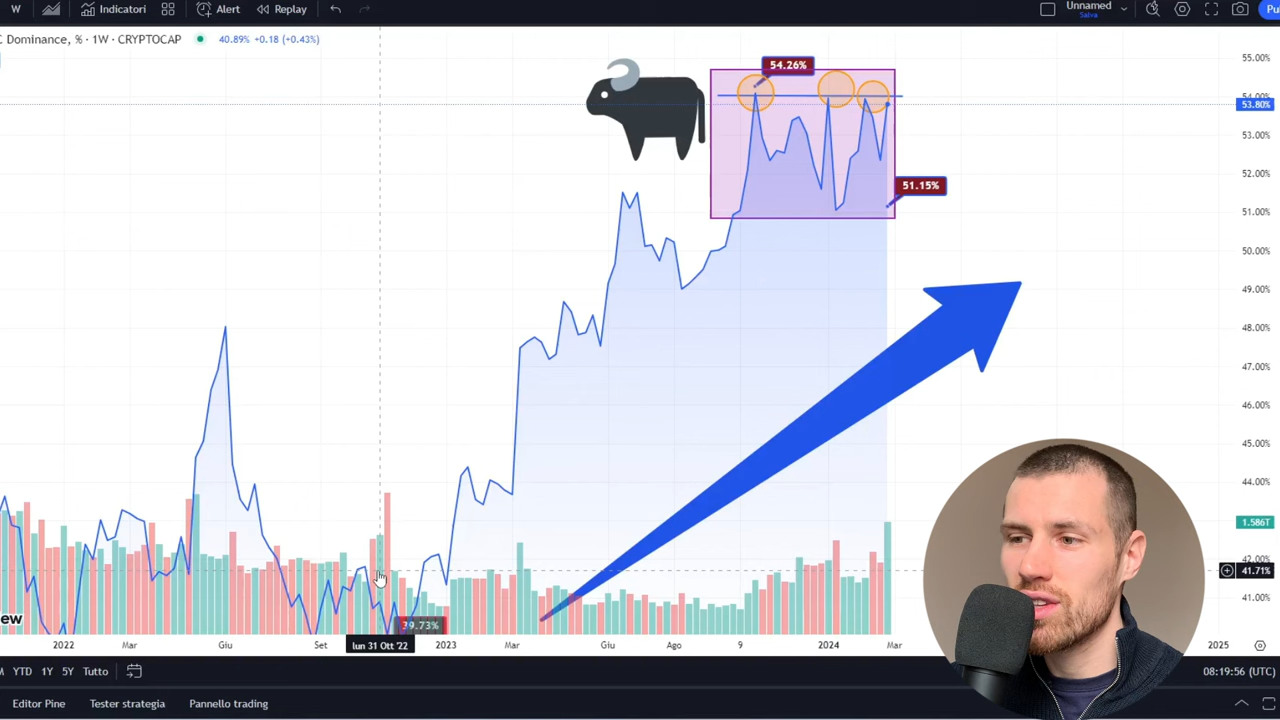 W Indicatori Alert Replay Unnamed Salva Pu
C Dominance, % · 1W · CRYPTOCAP 40.89% +0.18 (+0.43%)
55.00%
54.26%
54.00%
53.80%
53.00%
52.00%
51.15%
51.00%
50.00%
49.00%
48.00%
47.00%
46.00%
45.00%
44.00%
1.586T
42.00%
41.71%
41.00%
ew
39.73%
2022 Mar Giu Set lun 31 Ott '22 2023 Mar Giu Ago 9 2024 Mar 2025
M YTD 1Y 5Y Tutto 08:19:56 (UTC)
Editor Pine Tester strategia Pannello trading